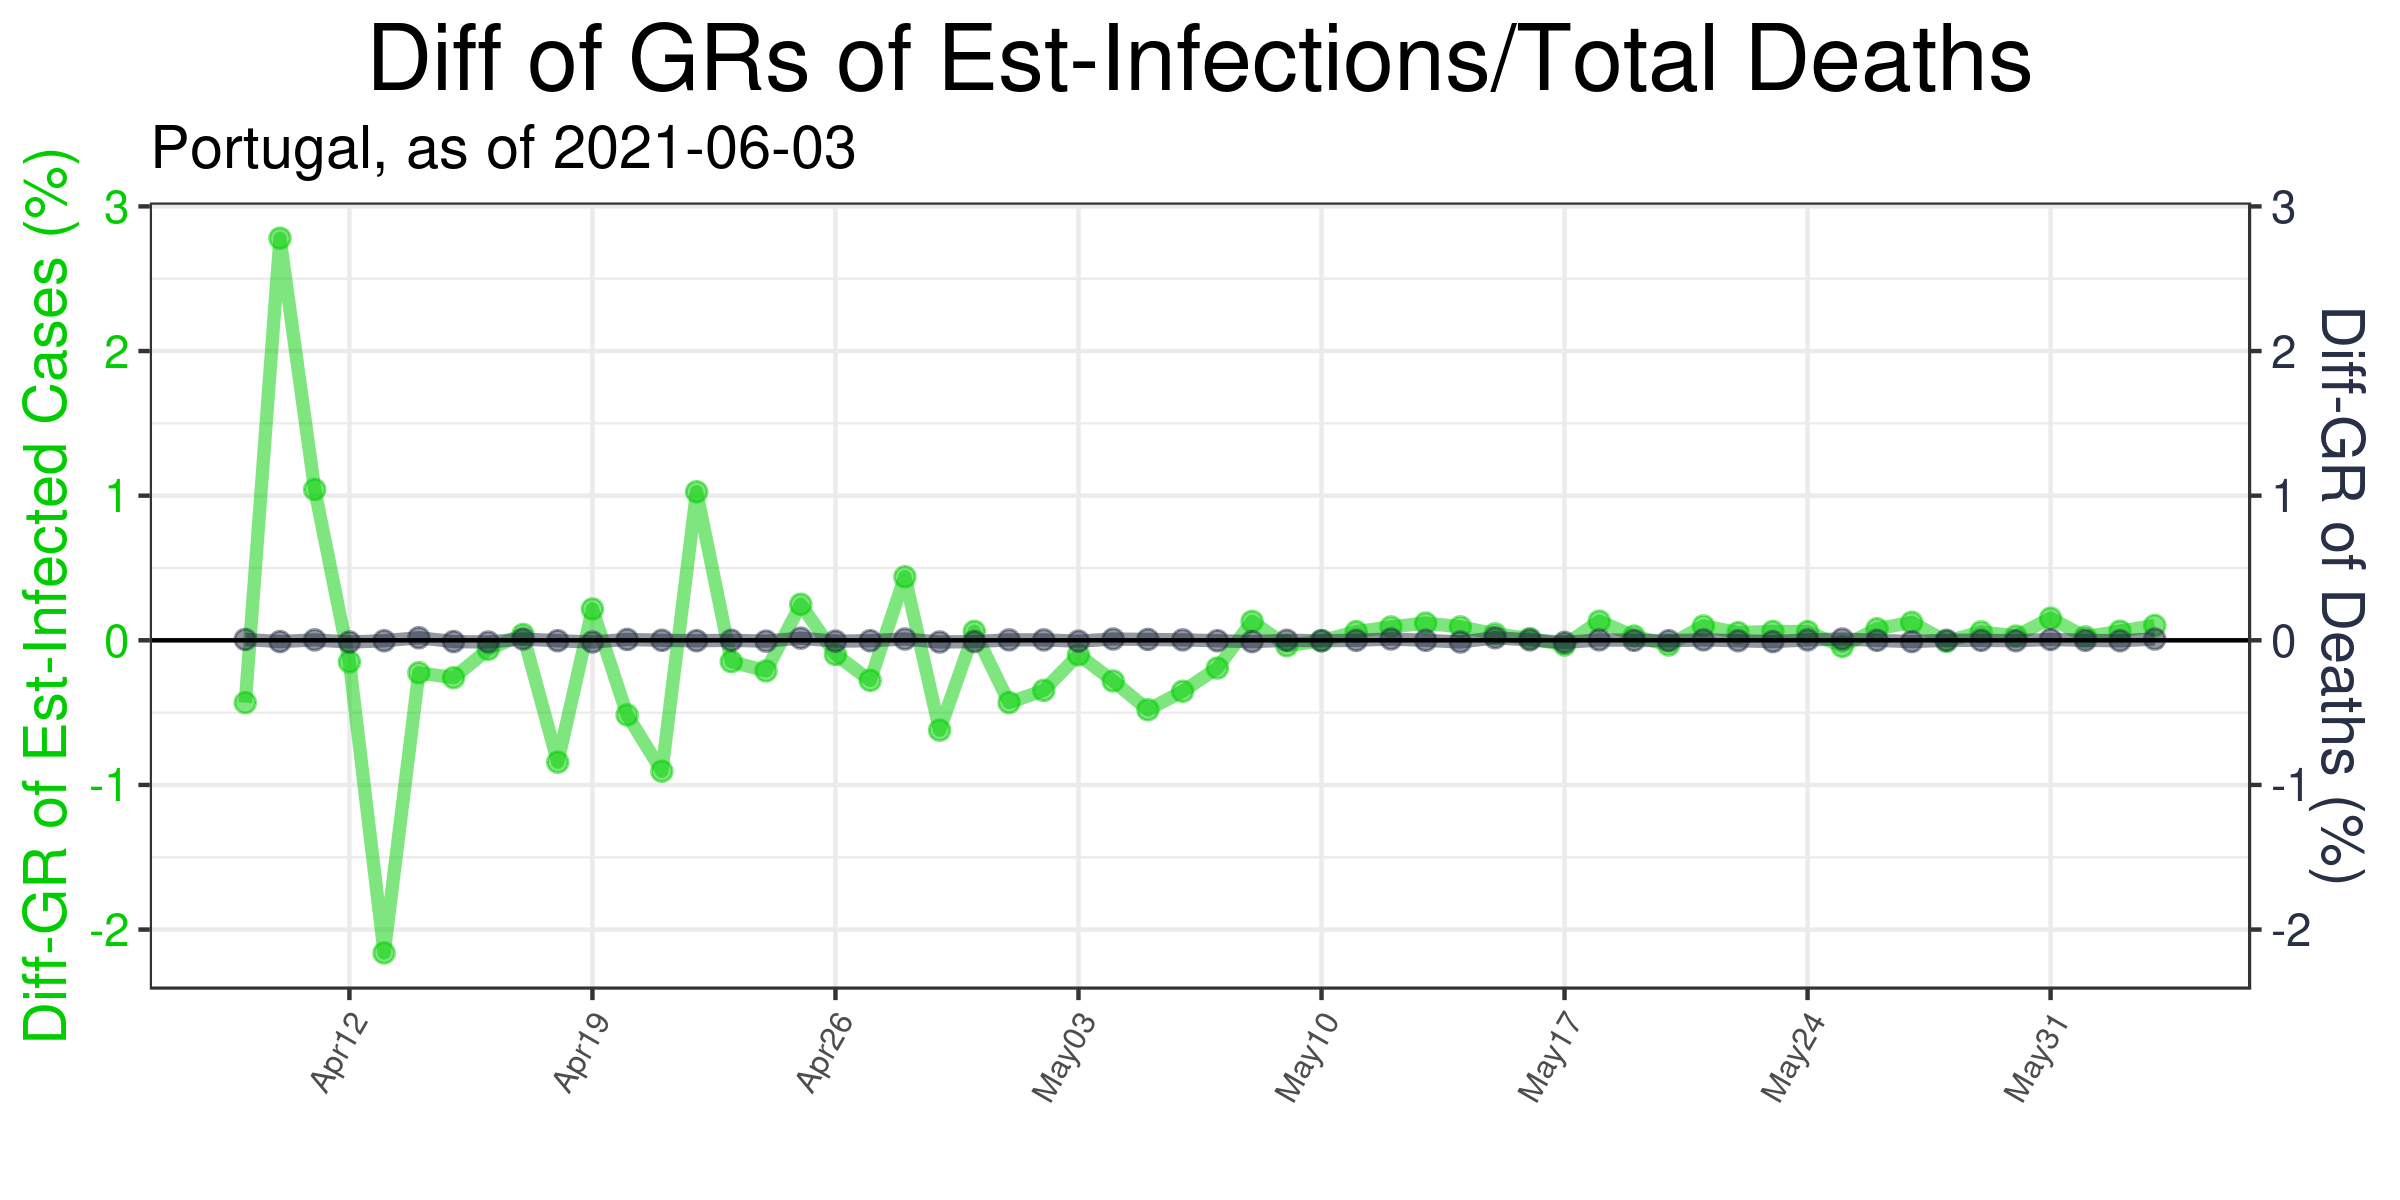 Diff of GRs of Est-Infections/Total Deaths
Portugal, as of 2021-06-03
Diff-GR of Est-Infected Cases (%)
3
2
1
0
-1
-2
3
2
1
0
-1
-2
Diff-GR of Deaths (%)
Apr12
Apr19
Apr26
May03
May10
May17
May24
May31